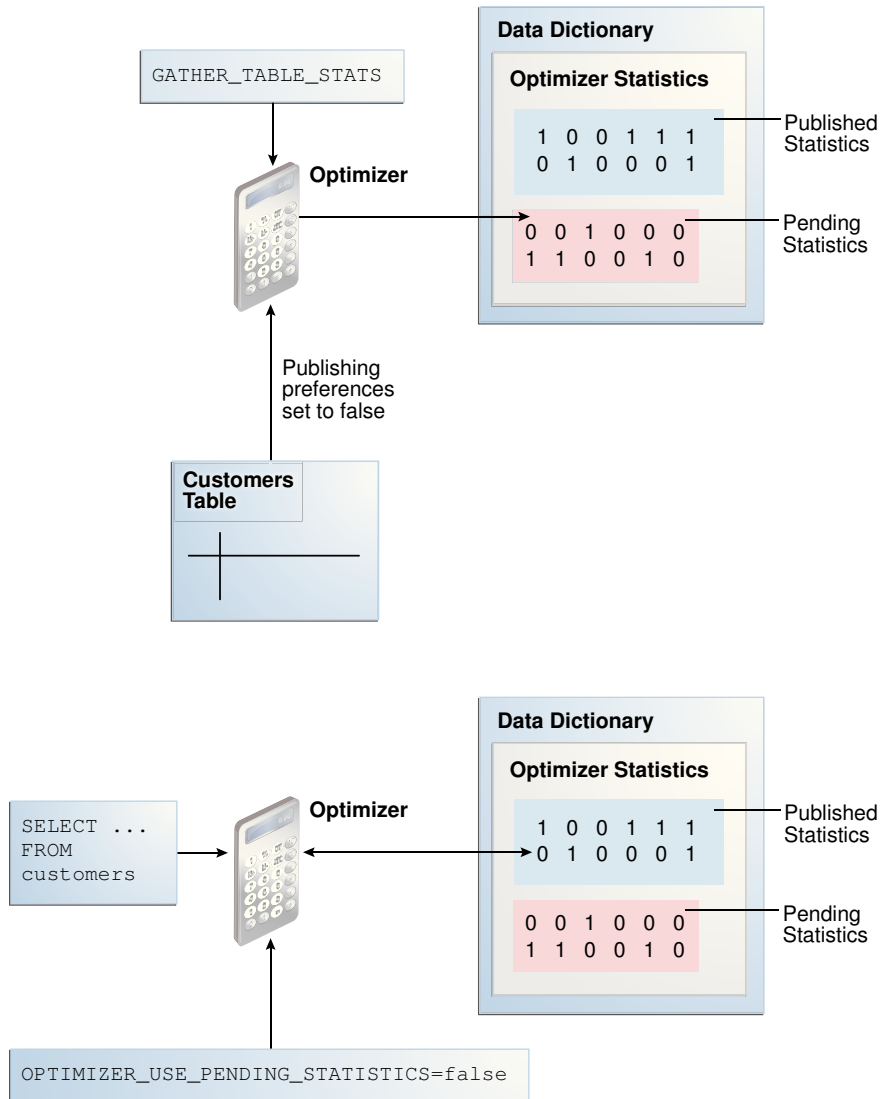 Data Dictionary
GATHER_TABLE_STATS
Optimizer Statistics
Published
Statistics
1 0 0 1 1 1
0 1 0 0 0 1
Optimizer
Pending
Statistics
0 0 1 0 0 0
1 1 0 0 1 0
Publishing
preferences
set to false
Customers
Table
Data Dictionary
Optimizer Statistics
Optimizer
Published
Statistics
1 0 0 1 1 1
0 1 0 0 0 1
SELECT ...
FROM
customers
Pending
Statistics
0 0 1 0 0 0
1 1 0 0 1 0
OPTIMIZER_USE_PENDING_STATISTICS=false